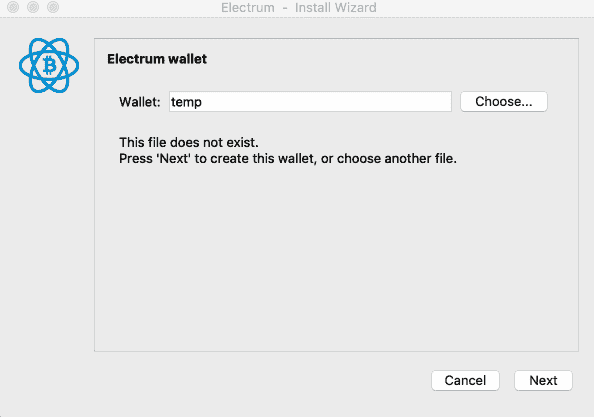 Electrum - Install Wizard
Electrum wallet
Wallet: temp Choose...
This file does not exist.
Press 'Next' to create this wallet, or choose another file.
Cancel Next